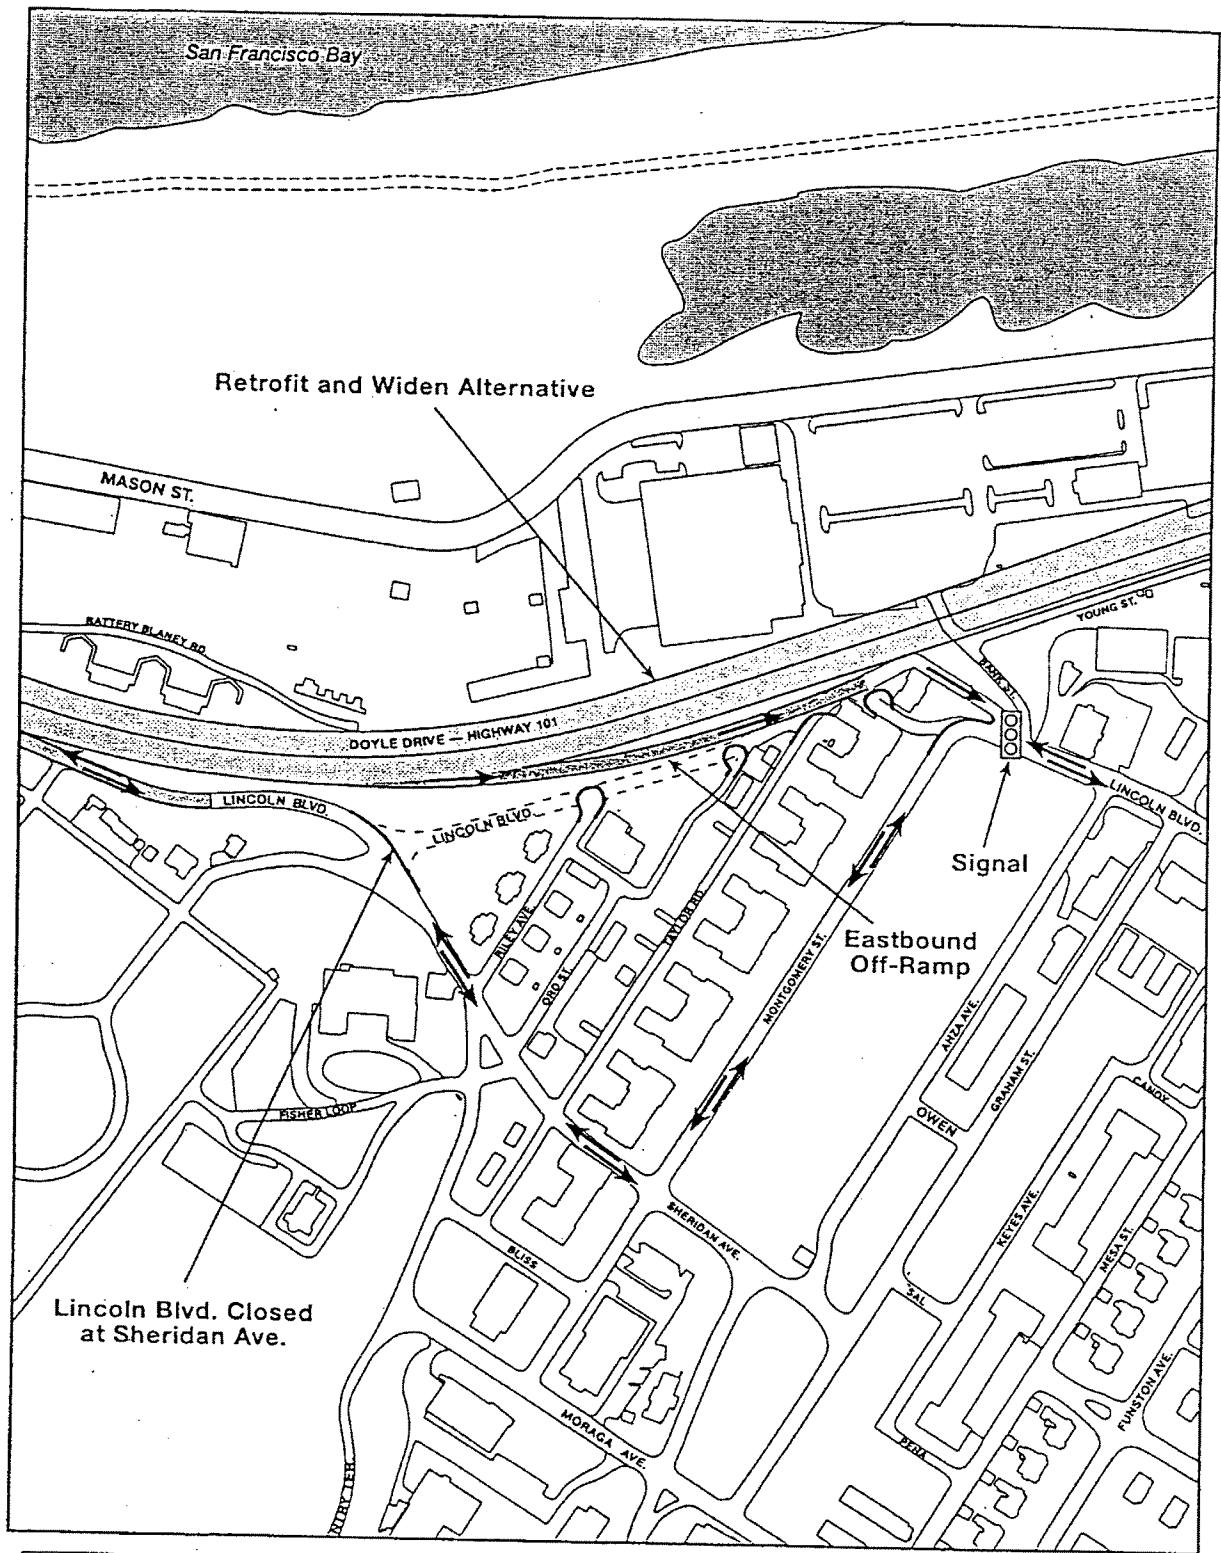 San Francisco Bay
Retrofit and Widen Alternative
MASON ST.
BATTERY BLANEY RD.
YOUNG ST.
BANK ST.
DOYLE DRIVE — HIGHWAY 101
LINCOLN BLVD.
LINCOLN BLVD.
LINCOLN BLVD.
Signal
Eastbound
Off-Ramp
RILEY AVE.
ORD ST.
TAYLOR RD.
MONTGOMERY ST.
ANZA AVE.
GRAHAM ST.
OWEN
CANBY
FISHER LOOP
SHERIDAN AVE.
KEYES AVE.
MESA ST.
BLISS
SAL
Lincoln Blvd. Closed
at Sheridan Ave.
FUNSTON AVE.
MORAGA AVE.
PENA